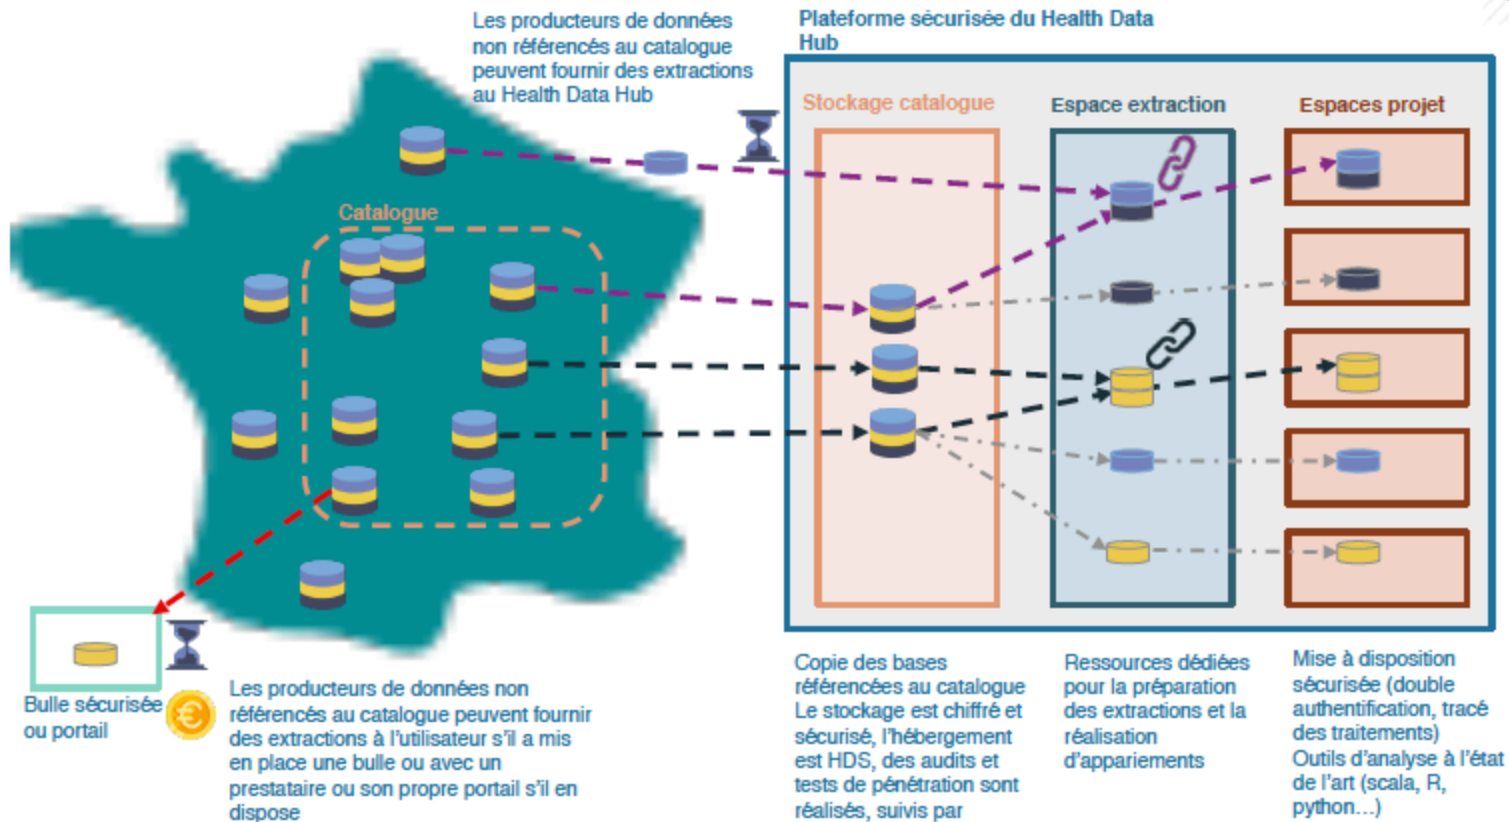 Les producteurs de données
non référencés au catalogue
peuvent fournir des extractions
au Health Data Hub
Plateforme sécurisée du Health Data
Hub
Stockage catalogue
Espace extraction
Espaces projet
Catalogue
Bulle sécurisée
ou portail
€
Les producteurs de données non
référencés au catalogue peuvent fournir
des extractions à l'utilisateur s'il a mis
en place une bulle ou avec un
prestataire ou son propre portail s'il en
dispose
Copie des bases
référencées au catalogue
Le stockage est chiffré et
sécurisé, l'hébergement
est HDS, des audits et
tests de pénétration sont
réalisés, suivis par
Ressources dédiées
pour la préparation
des extractions et la
réalisation
d'appariements
Mise à disposition
sécurisée (double
authentification, tracé
des traitements)
Outils d'analyse à l'état
de l'art (scala, R,
python…)